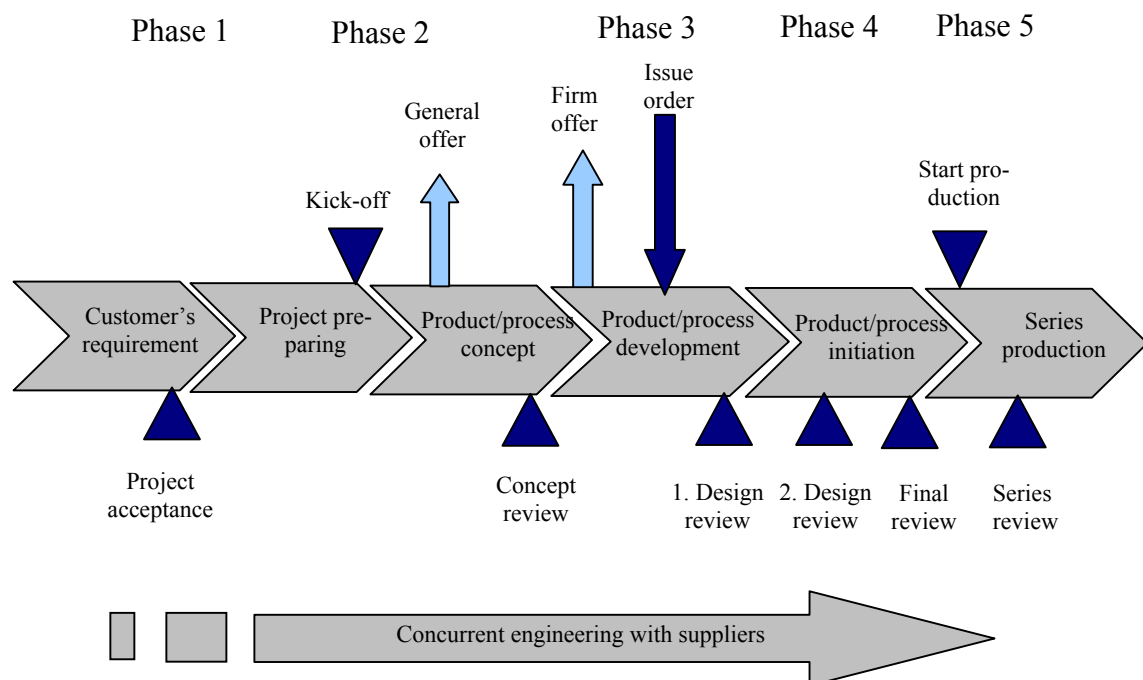 Phase 1
Phase 2
Phase 3
Phase 4
Phase 5
General
offer
Firm
offer
Issue
order
Kick-off
Start pro-
duction
Customer’s
requirement
Project pre-
paring
Product/process
concept
Product/process
development
Product/process
initiation
Series
production
Project
acceptance
Concept
review
1. Design
review
2. Design
review
Final
review
Series
review
Concurrent engineering with suppliers